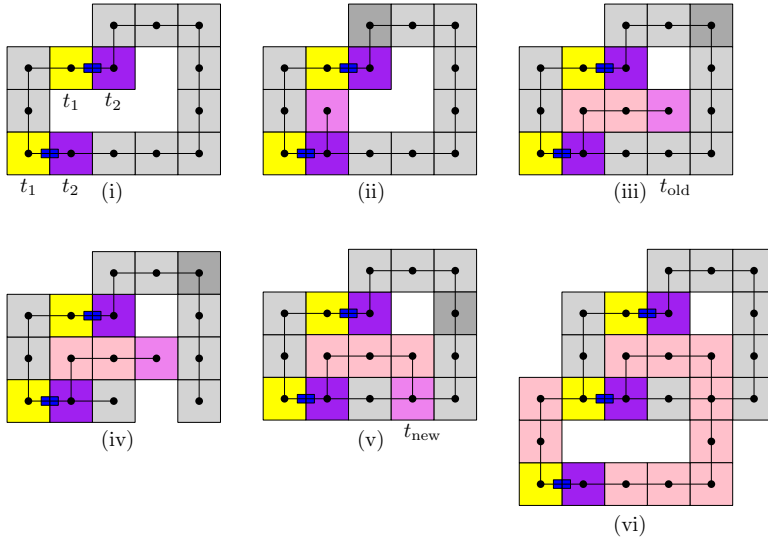 t₁ t₂
t₁ t₂ (i)
(ii)
(iii) t_old
(iv)
(v) t_new
(vi)